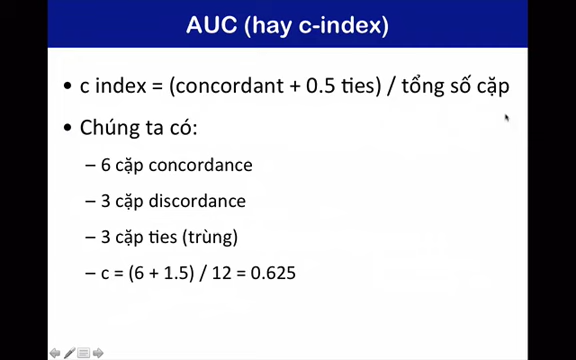 AUC (hay c-index)
• c index = (concordant + 0.5 ties) / tổng số cặp
• Chúng ta có:
– 6 cặp concordance
– 3 cặp discordance
– 3 cặp ties (trùng)
– c = (6 + 1.5) / 12 = 0.625